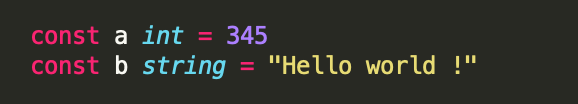 const a int = 345
const b string = "Hello world !"